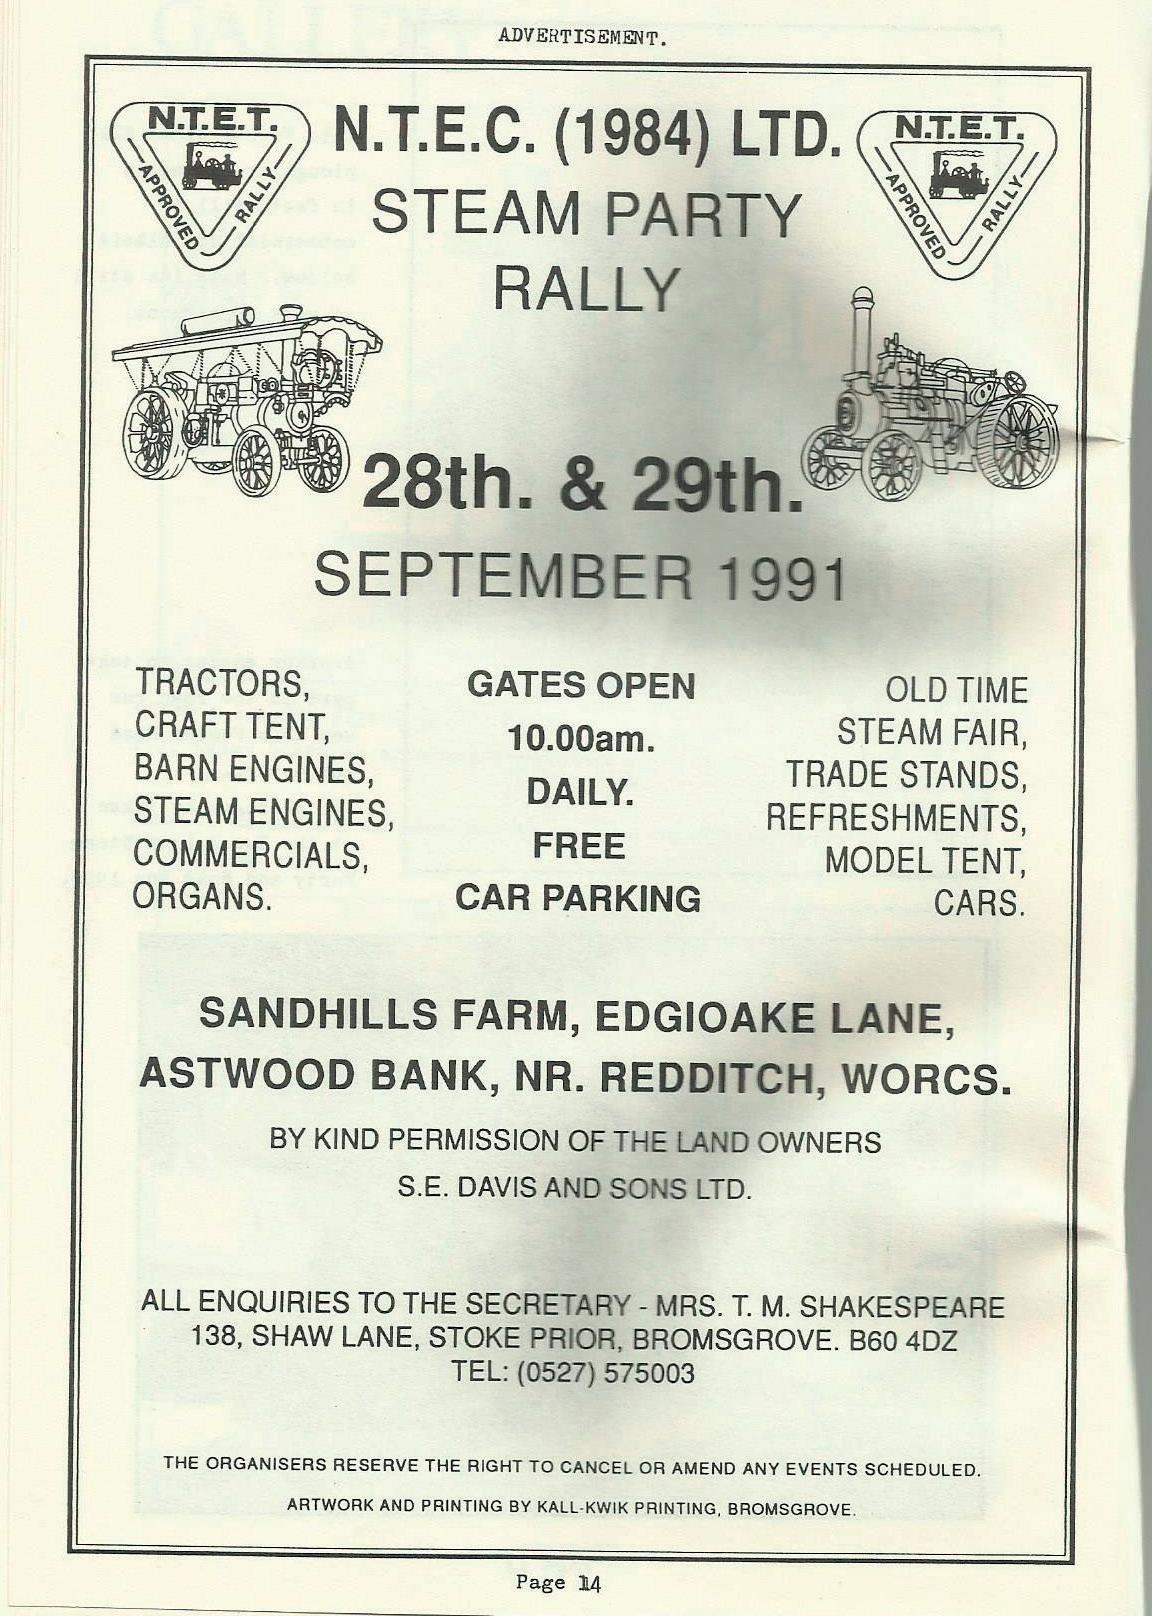 ADVERTISEMENT.
N.T.E.T.
APPROVED RALLY
N.T.E.C. (1984) LTD.
N.T.E.T.
APPROVED RALLY
STEAM PARTY
RALLY
28th. & 29th.
SEPTEMBER 1991
TRACTORS,
CRAFT TENT,
BARN ENGINES,
STEAM ENGINES,
COMMERCIALS,
ORGANS.
GATES OPEN
10.00am.
DAILY.
FREE
CAR PARKING
OLD TIME
STEAM FAIR,
TRADE STANDS,
REFRESHMENTS,
MODEL TENT,
CARS.
SANDHILLS FARM, EDGIOAKE LANE,
ASTWOOD BANK, NR. REDDITCH, WORCS.
BY KIND PERMISSION OF THE LAND OWNERS
S.E. DAVIS AND SONS LTD.
ALL ENQUIRIES TO THE SECRETARY - MRS. T. M. SHAKESPEARE
138, SHAW LANE, STOKE PRIOR, BROMSGROVE. B60 4DZ
TEL: (0527) 575003
THE ORGANISERS RESERVE THE RIGHT TO CANCEL OR AMEND ANY EVENTS SCHEDULED.
ARTWORK AND PRINTING BY KALL-KWIK PRINTING, BROMSGROVE.
Page 14